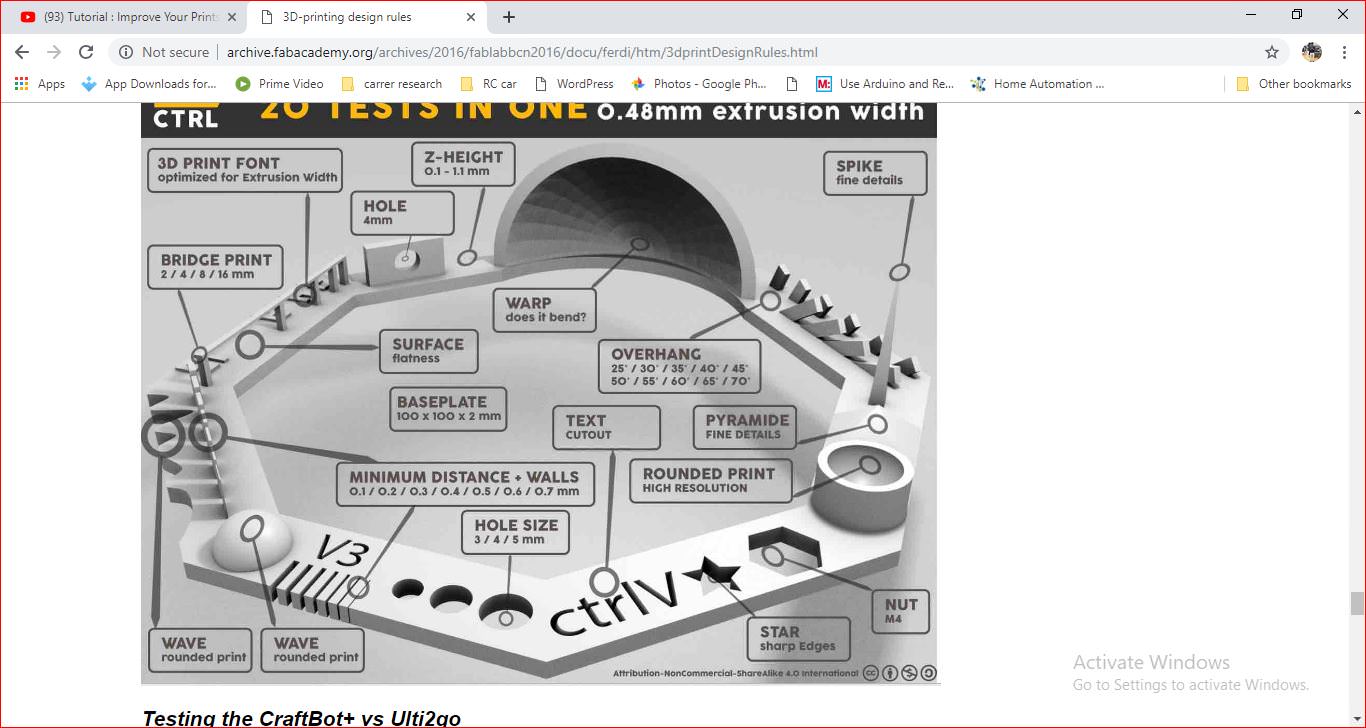 (93) Tutorial : Improve Your Prints
3D-printing design rules
Not secure
archive.fabacademy.org/archives/2016/fablabbcn2016/docu/ferdi/htm/3dprintDesignRules.html
Apps
App Downloads for...
Prime Video
carrer research
RC car
WordPress
Photos - Google Ph...
M:
Use Arduino and Re...
Home Automation ...
Other bookmarks
CTRL
20 TESTS IN ONE
0.48mm extrusion width
3D PRINT FONT
optimized for Extrusion Width
Z-HEIGHT
0.1 - 1.1 mm
SPIKE
fine details
HOLE
4mm
BRIDGE PRINT
2 / 4 / 8 / 16 mm
WARP
does it bend?
SURFACE
flatness
OVERHANG
25° / 30° / 35° / 40° / 45°
50° / 55° / 60° / 65° / 70°
BASEPLATE
100 x 100 x 2 mm
TEXT
CUTOUT
PYRAMIDE
FINE DETAILS
MINIMUM DISTANCE + WALLS
0.1 / 0.2 / 0.3 / 0.4 / 0.5 / 0.6 / 0.7 mm
ROUNDED PRINT
HIGH RESOLUTION
HOLE SIZE
3 / 4 / 5 mm
V3
ctrlV
NUT
M4
WAVE
rounded print
WAVE
rounded print
STAR
sharp Edges
Attribution-NonCommercial-ShareAlike 4.0 International
Activate Windows
Go to Settings to activate Windows.
Testing the CraftBot+ vs Ulti2go